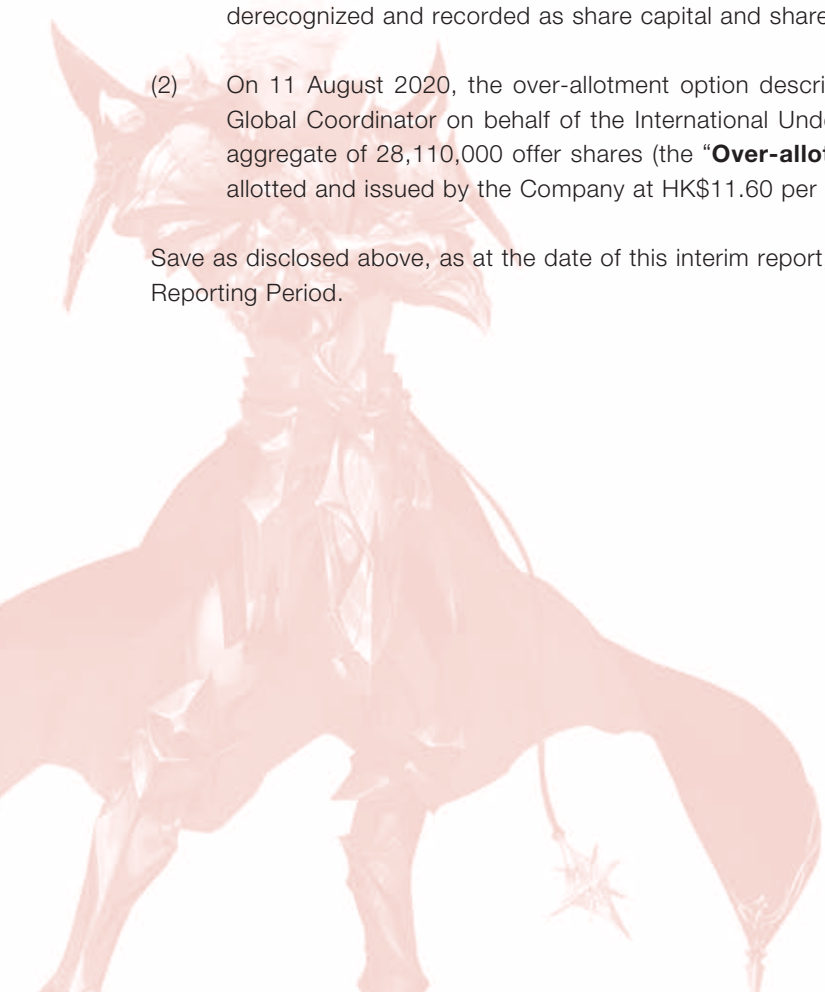 derecognized and recorded as share capital and share
(2) On 11 August 2020, the over-allotment option descri
Global Coordinator on behalf of the International Und
aggregate of 28,110,000 offer shares (the “Over-allot
allotted and issued by the Company at HK$11.60 per
Save as disclosed above, as at the date of this interim report
Reporting Period.